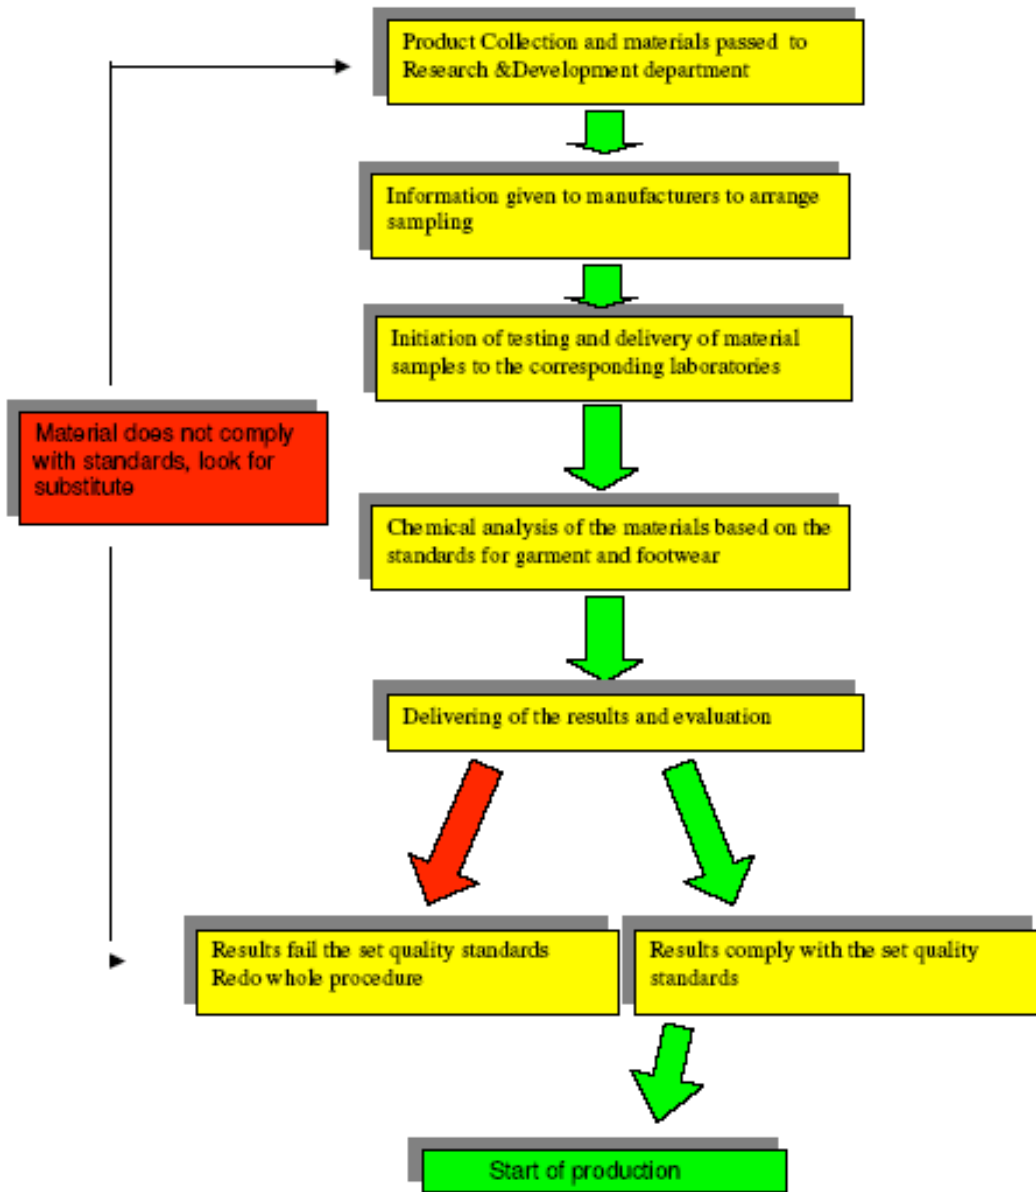 Product Collection and materials passed to
Research &Development department
Information given to manufacturers to arrange
sampling
Initiation of testing and delivery of material
samples to the corresponding laboratories
Material does not comply
with standards, look for
substitute
Chemical analysis of the materials based on the
standards for garment and footwear
Delivering of the results and evaluation
Results fail the set quality standards
Redo whole procedure
Results comply with the set quality
standards
Start of production